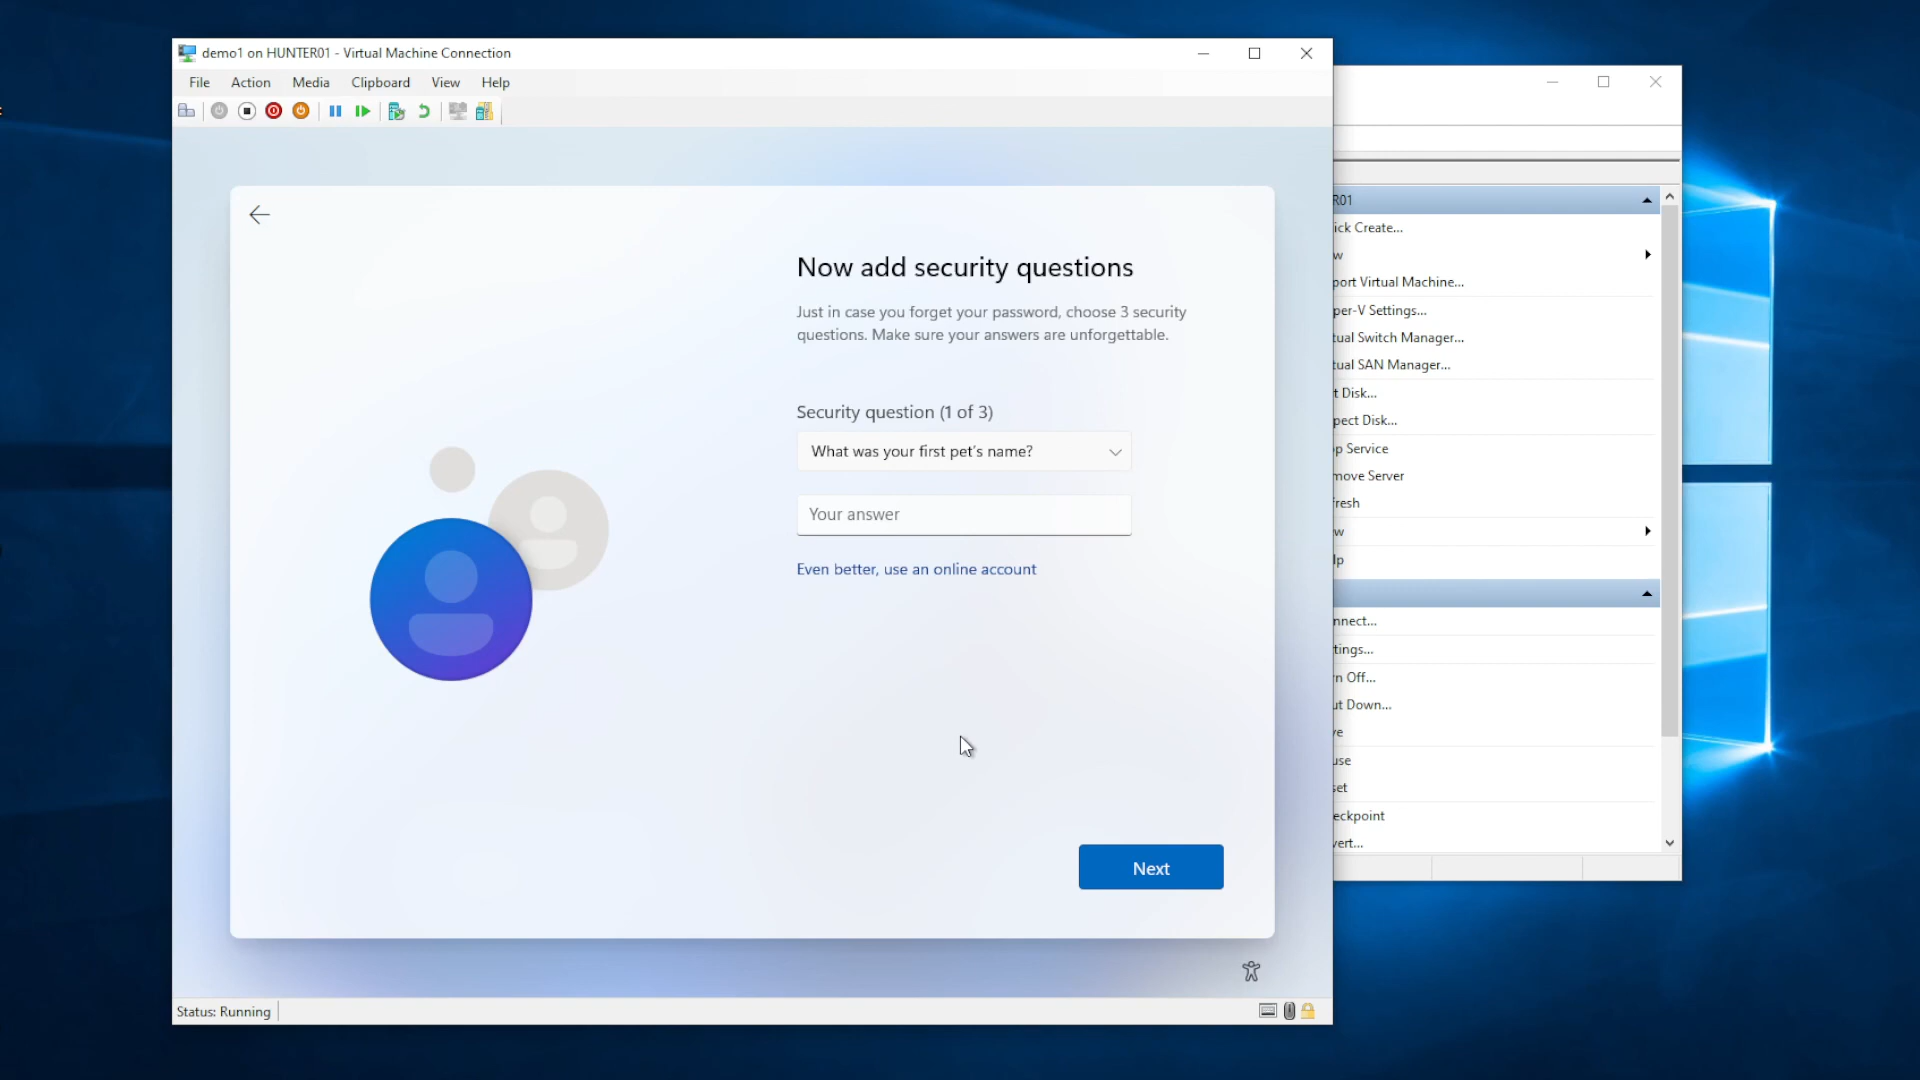 demo1 on HUNTER01 - Virtual Machine Connection
File Action Media Clipboard View Help
Now add security questions
Just in case you forget your password, choose 3 security
questions. Make sure your answers are unforgettable.
Security question (1 of 3)
What was your first pet's name?
Your answer
Even better, use an online account
Next
Status: Running
R01
ick Create...
w
port Virtual Machine...
per-V Settings...
tual Switch Manager...
tual SAN Manager...
t Disk...
pect Disk...
p Service
move Server
fresh
w
lp
nnect...
tings...
rn Off...
ut Down...
ve
use
set
eckpoint
vert...